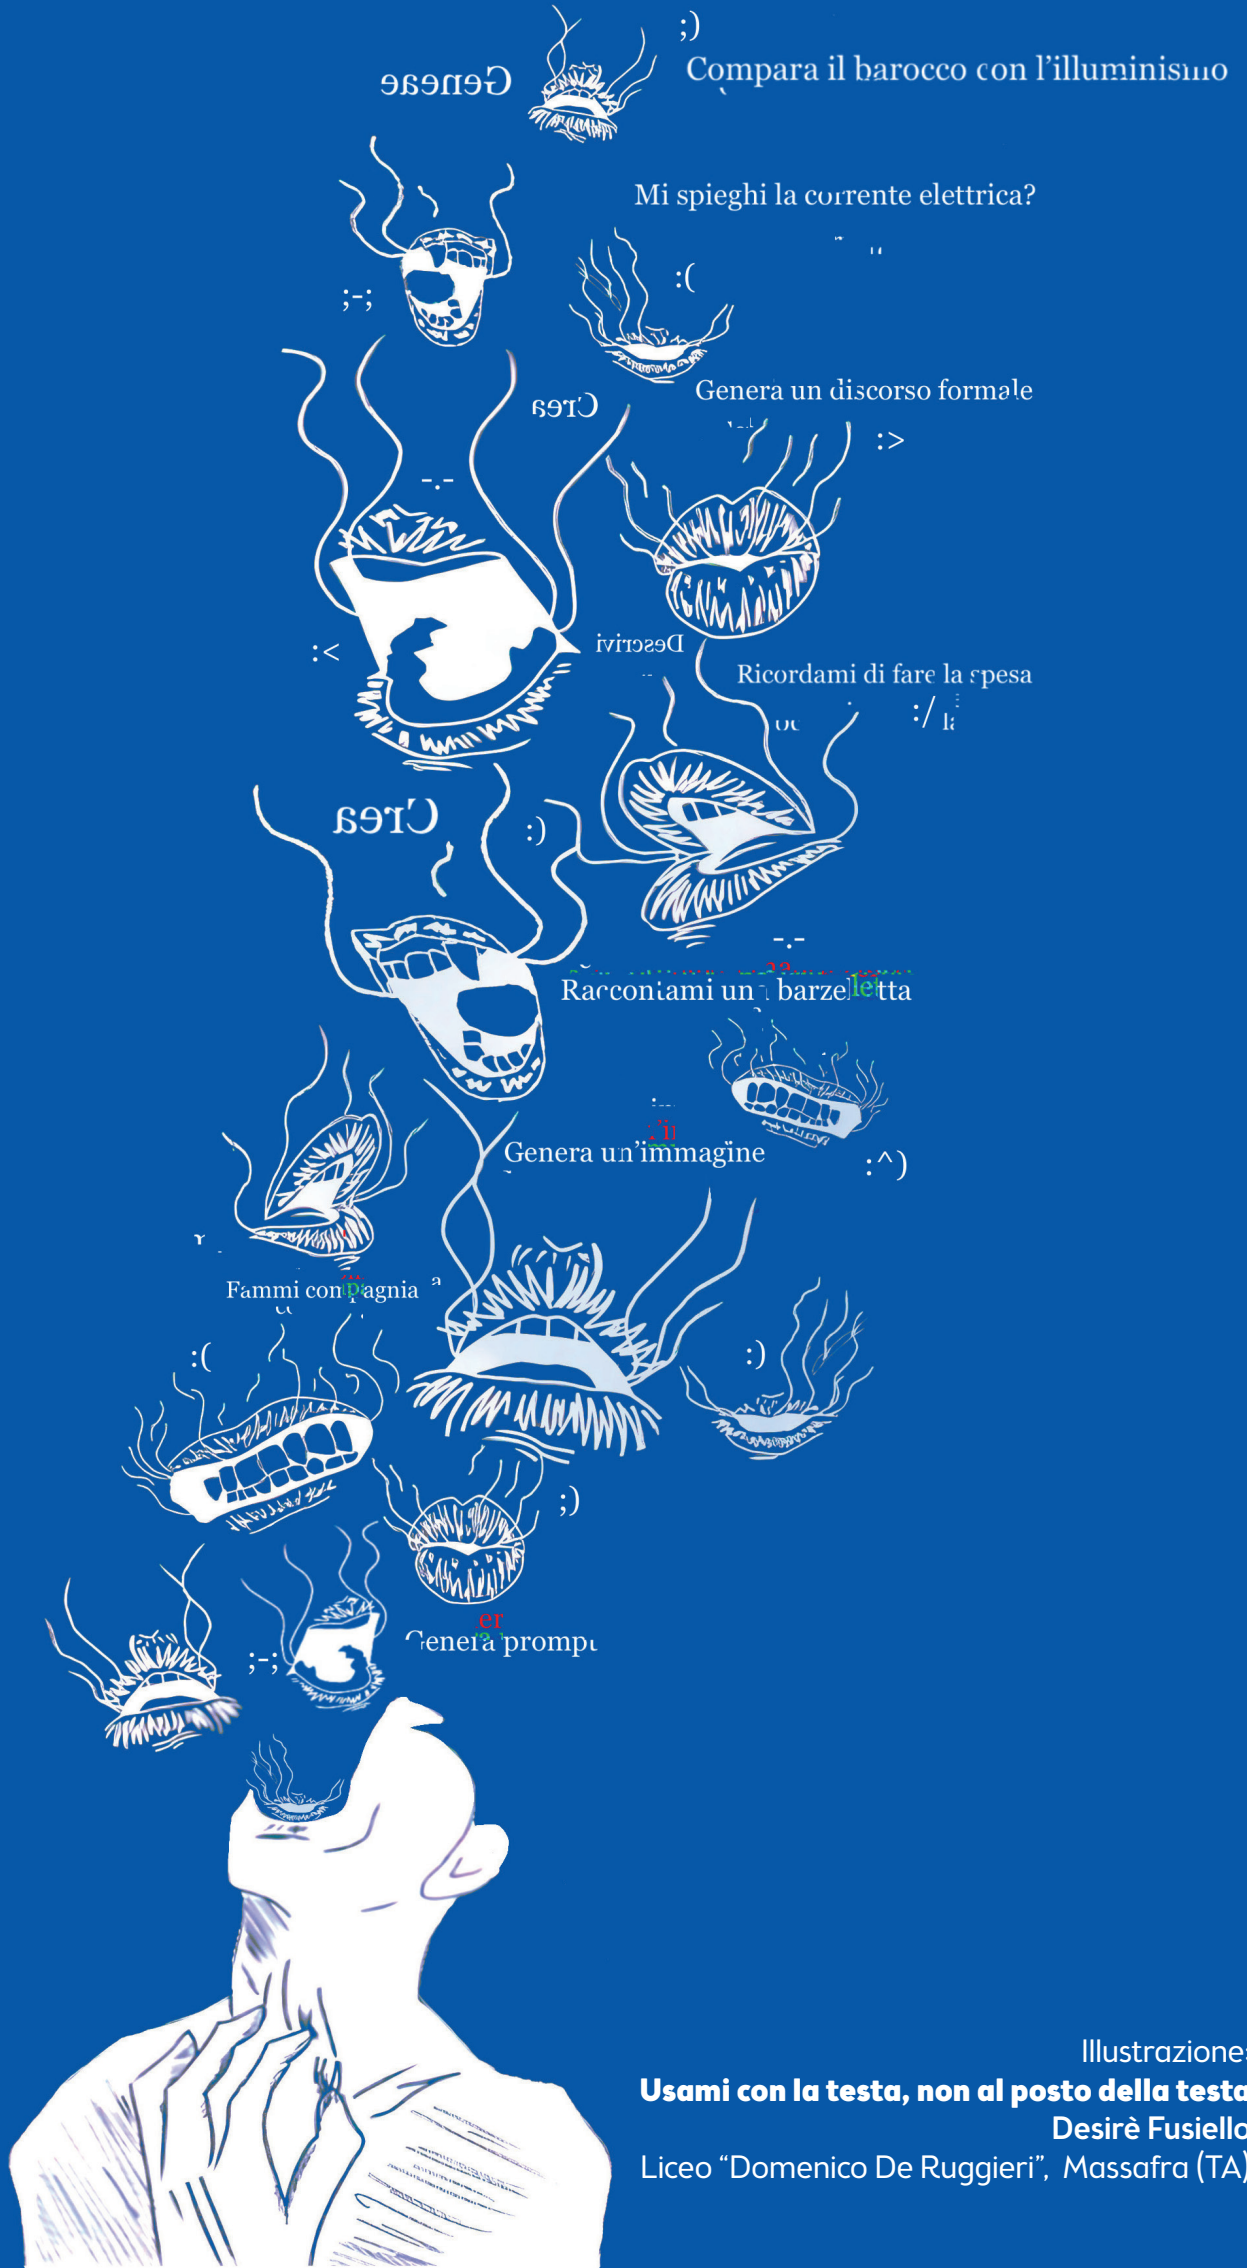 ;)
Geneae
Compara il barocco con l’illuminismo
Mi spieghi la corrente elettrica?
:(
;-;
Genera un discorso formale
Crea
:>
-.-
Descrivi
:<
Ricordami di fare la spesa
:/
Crea
:)
-.-
Raccontami una barzelletta
Genera un’immagine
:^)
Fammi compagnia
:(
:)
;)
er
Genera prompt
;-;
Illustrazione:
Usami con la testa, non al posto della testa
Desirè Fusiello
Liceo “Domenico De Ruggieri”, Massafra (TA)